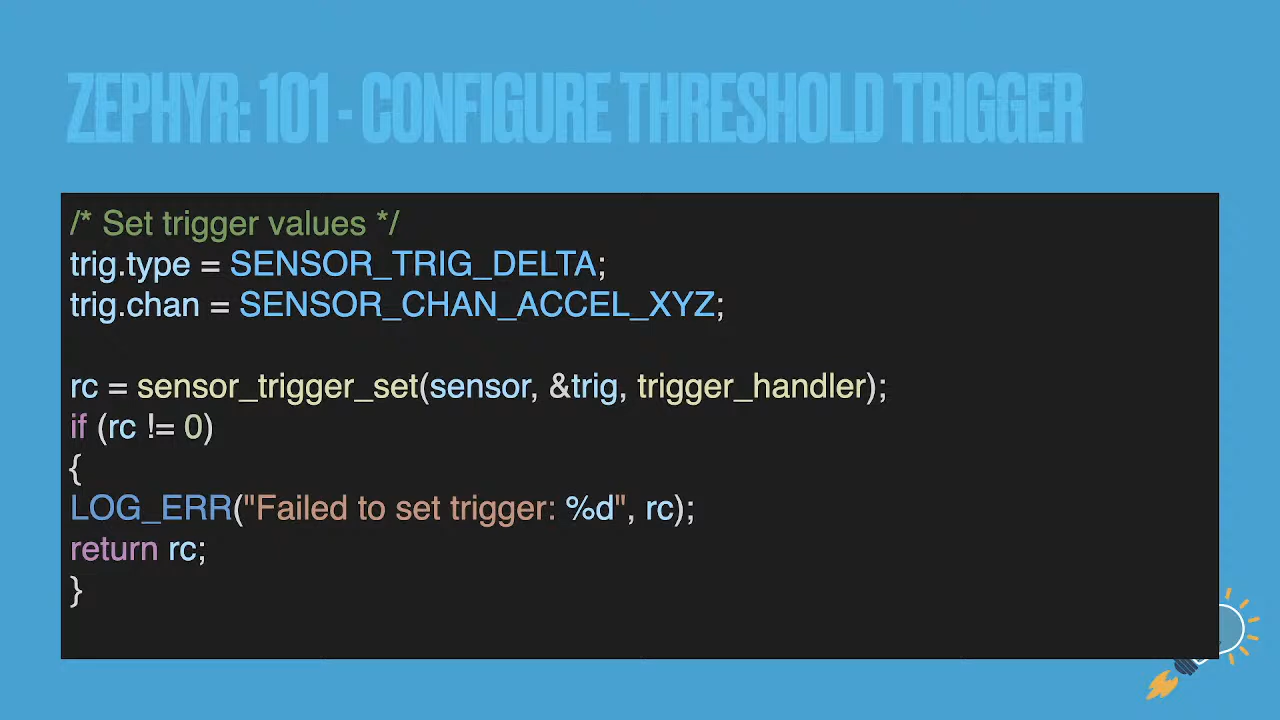 ZEPHYR: 101 - CONFIGURE THRESHOLD TRIGGER
/* Set trigger values */
trig.type = SENSOR_TRIG_DELTA;
trig.chan = SENSOR_CHAN_ACCEL_XYZ;
rc = sensor_trigger_set(sensor, &trig, trigger_handler);
if (rc != 0)
{
LOG_ERR("Failed to set trigger: %d", rc);
return rc;
}